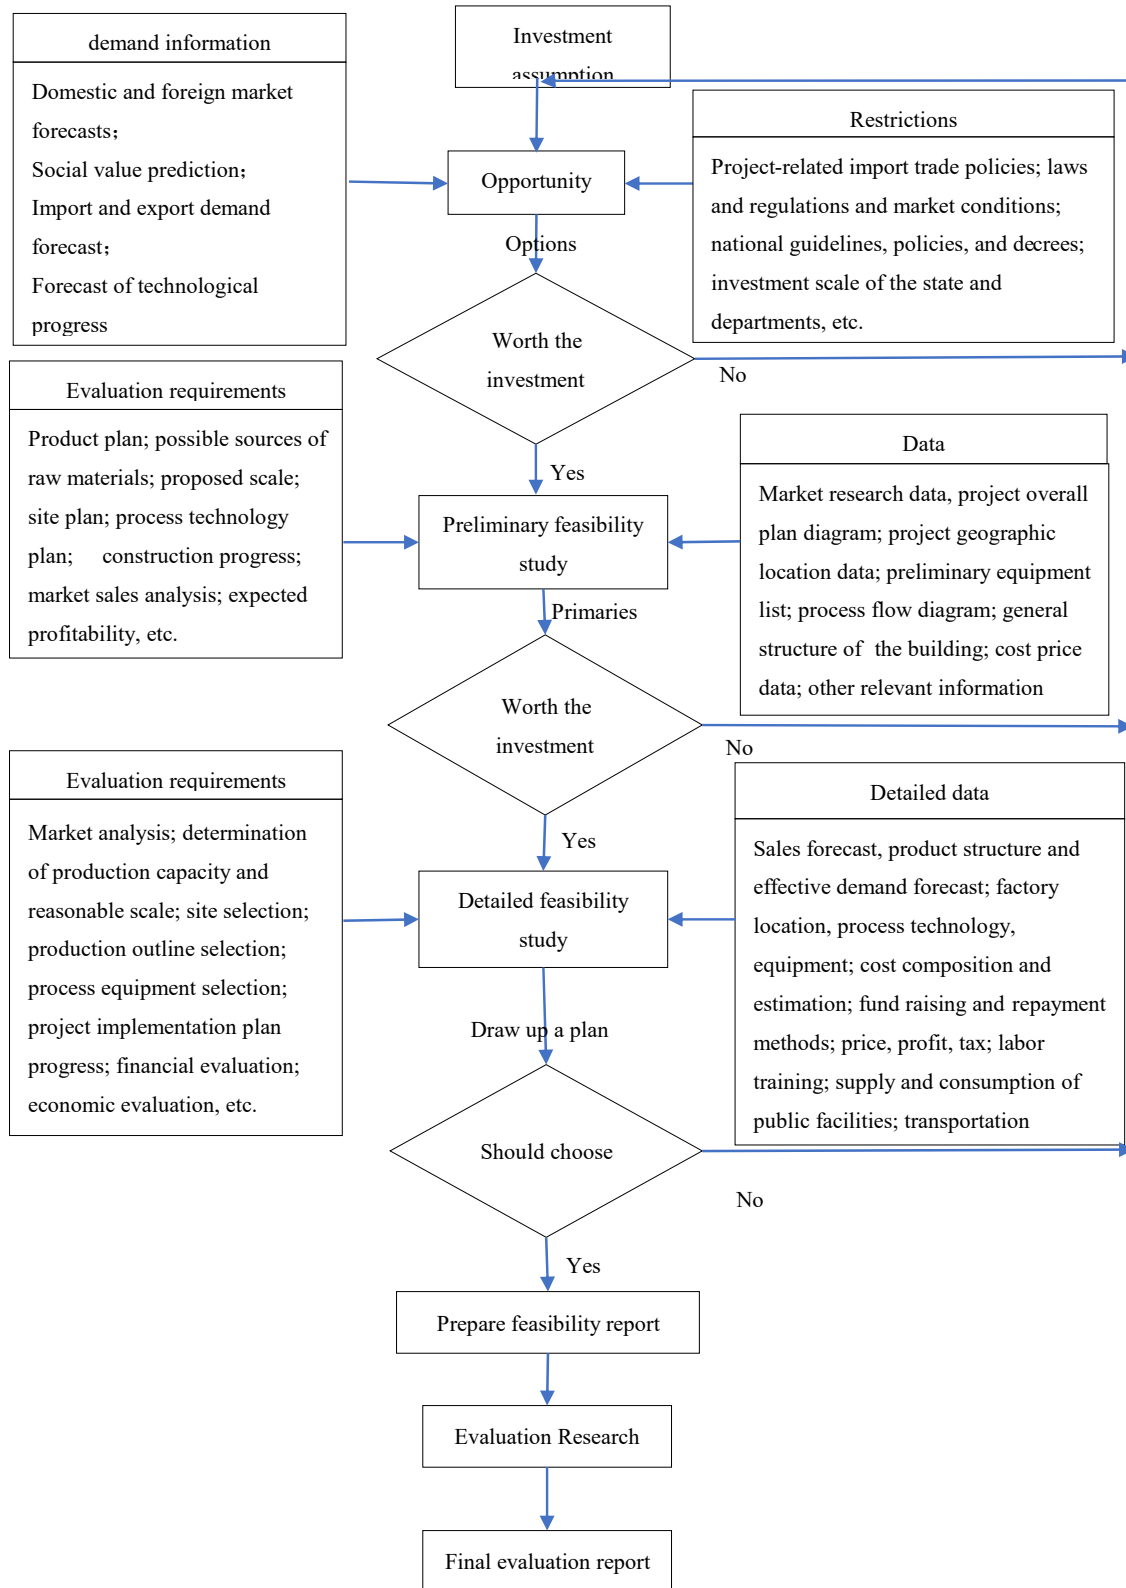 demand information
Domestic and foreign market
forecasts；
Social value prediction；
Import and export demand
forecast；
Forecast of technological
progress
Investment
assumption
Restrictions
Project-related import trade policies; laws
and regulations and market conditions;
national guidelines, policies, and decrees;
investment scale of the state and
departments, etc.
Opportunity
Options
Worth the
investment
No
Yes
Evaluation requirements
Product plan; possible sources of
raw materials; proposed scale;
site plan; process technology
plan; construction progress;
market sales analysis; expected
profitability, etc.
Preliminary feasibility
study
Data
Market research data, project overall
plan diagram; project geographic
location data; preliminary equipment
list; process flow diagram; general
structure of the building; cost price
data; other relevant information
Primaries
Worth the
investment
No
Yes
Evaluation requirements
Market analysis; determination
of production capacity and
reasonable scale; site selection;
production outline selection;
process equipment selection;
project implementation plan
progress; financial evaluation;
economic evaluation, etc.
Detailed feasibility
study
Detailed data
Sales forecast, product structure and
effective demand forecast; factory
location, process technology,
equipment; cost composition and
estimation; fund raising and repayment
methods; price, profit, tax; labor
training; supply and consumption of
public facilities; transportation
Draw up a plan
Should choose
No
Yes
Prepare feasibility report
Evaluation Research
Final evaluation report